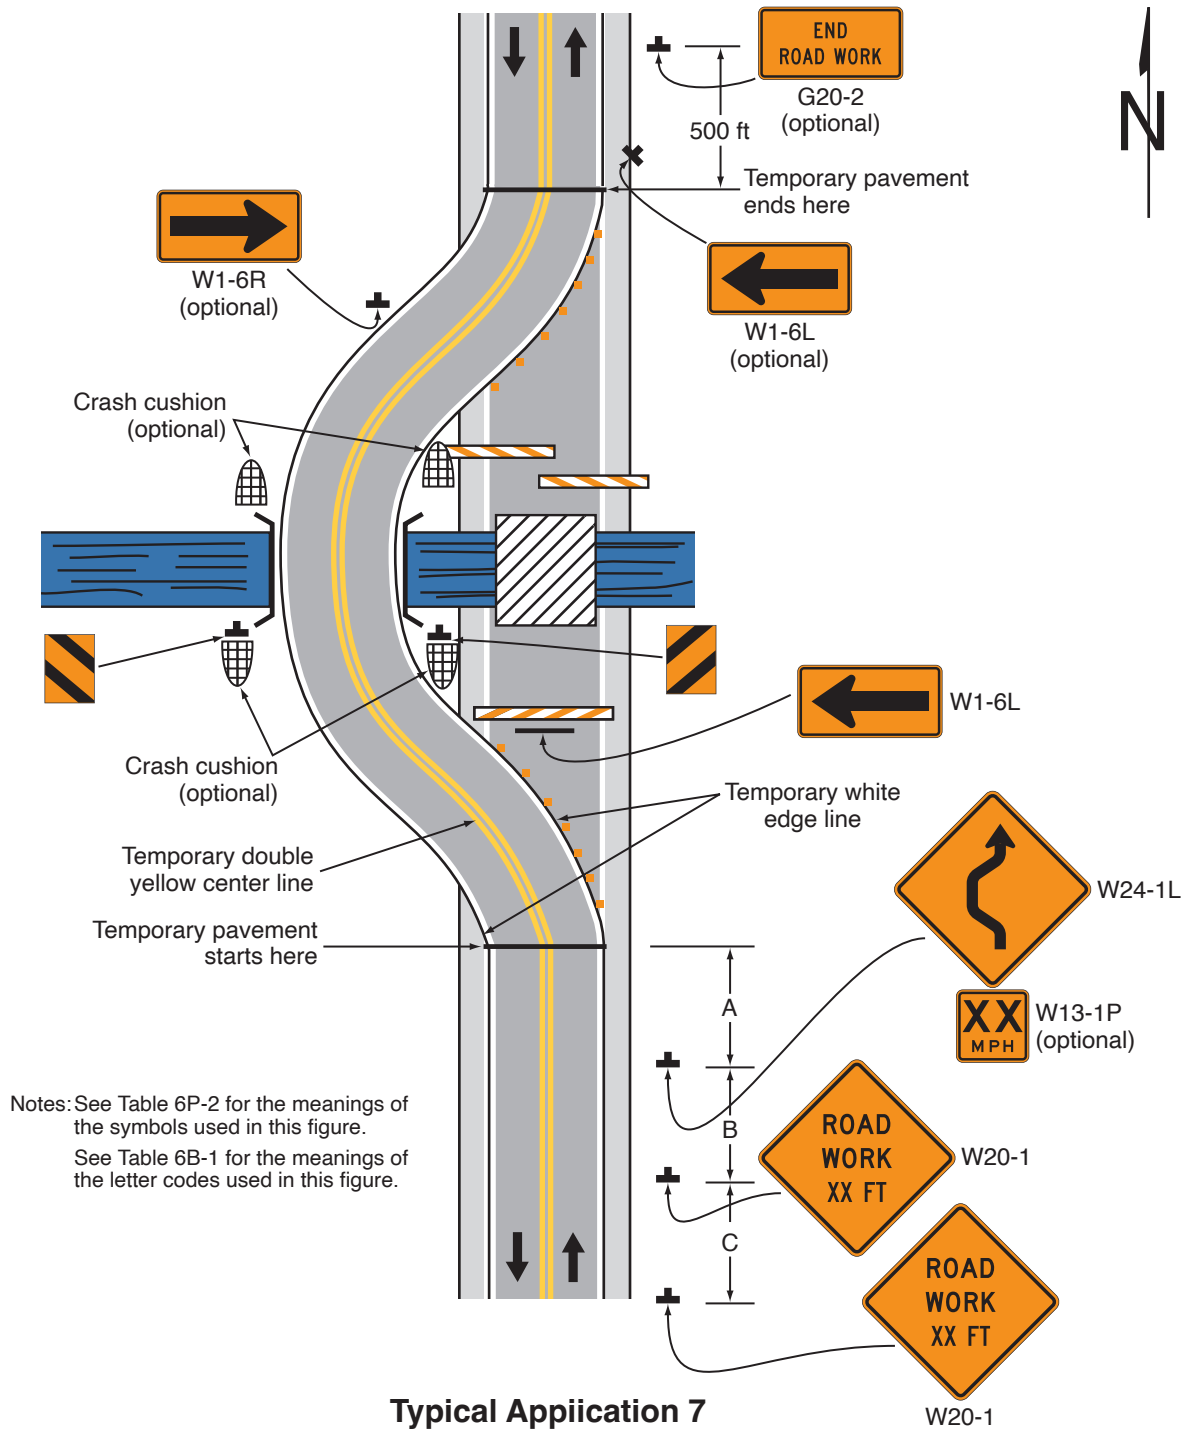 END
ROAD WORK
G20-2
(optional)
N
500 ft
Temporary pavement
ends here
W1-6R
(optional)
W1-6L
(optional)
Crash cushion
(optional)
W1-6L
Crash cushion
(optional)
Temporary white
edge line
Temporary double
yellow center line
W24-1L
Temporary pavement
starts here
A
XX
MPH
W13-1P
(optional)
Notes: See Table 6P-2 for the meanings of
the symbols used in this figure.
See Table 6B-1 for the meanings of
the letter codes used in this figure.
B
ROAD
WORK
XX FT
W20-1
C
ROAD
WORK
XX FT
W20-1
Typical Appiication 7